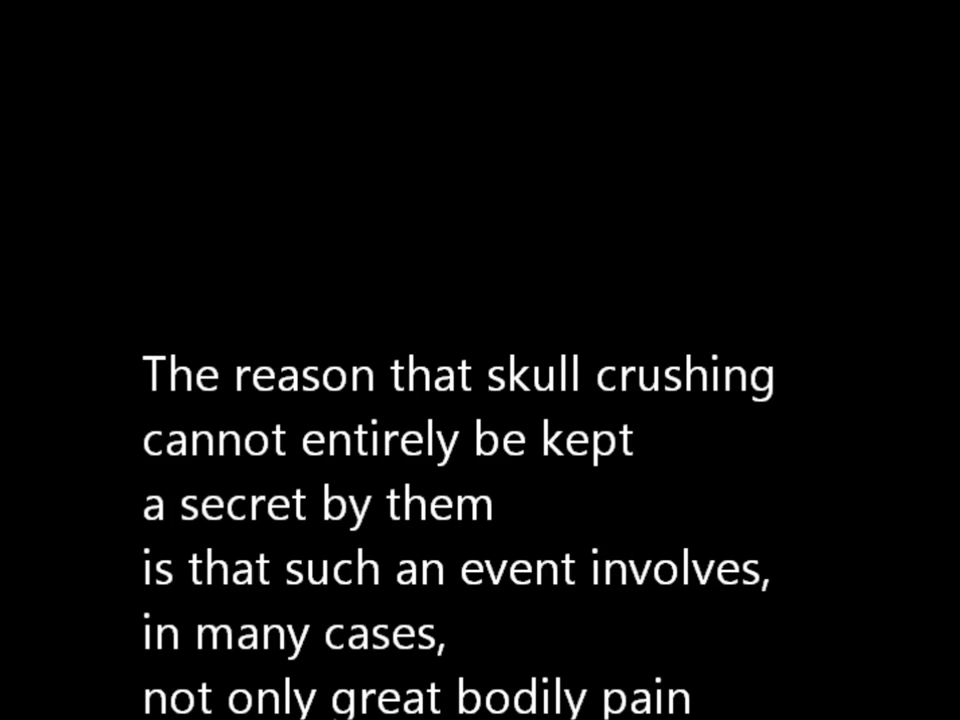 The reason that skull crushing
cannot entirely be kept
a secret by them
is that such an event involves,
in many cases,
not only great bodily pain